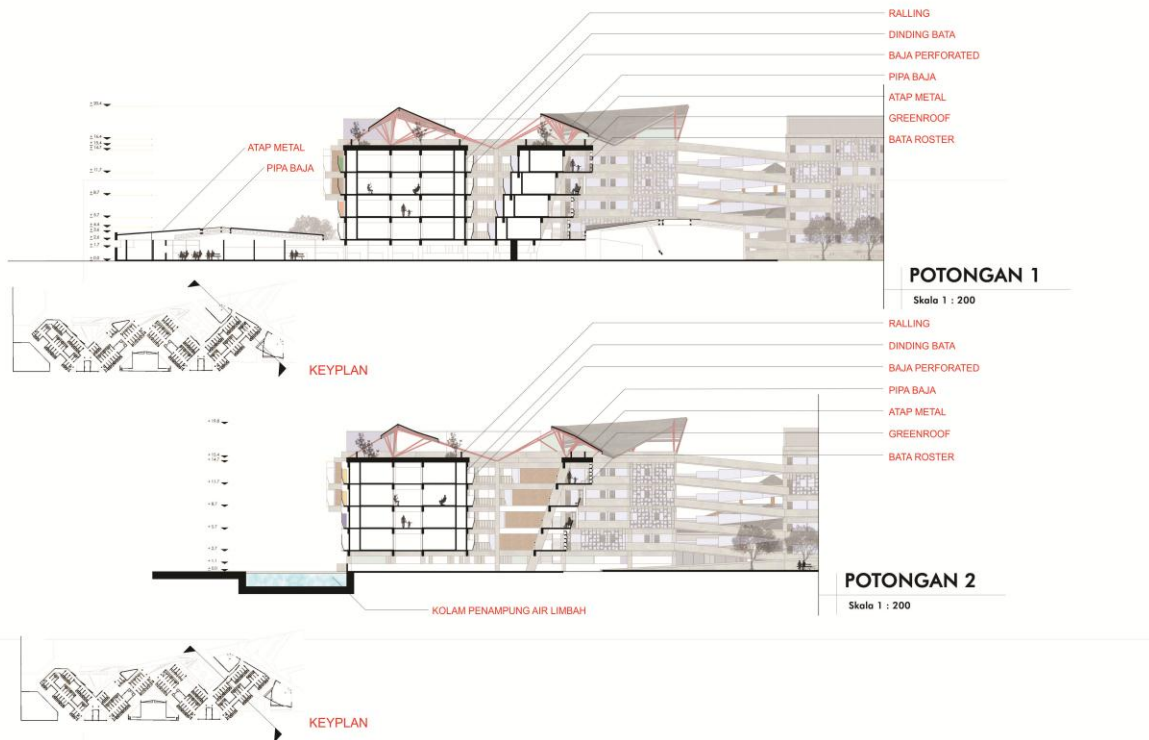 RALLING
DINDING BATA
BAJA PERFORATED
PIPA BAJA
ATAP METAL
GREENROOF
BATA ROSTER
ATAP METAL
PIPA BAJA
POTONGAN 1
Skala 1 : 200
KEYPLAN
RALLING
DINDING BATA
BAJA PERFORATED
PIPA BAJA
ATAP METAL
GREENROOF
BATA ROSTER
POTONGAN 2
Skala 1 : 200
KOLAM PENAMPUNG AIR LIMBAH
KEYPLAN